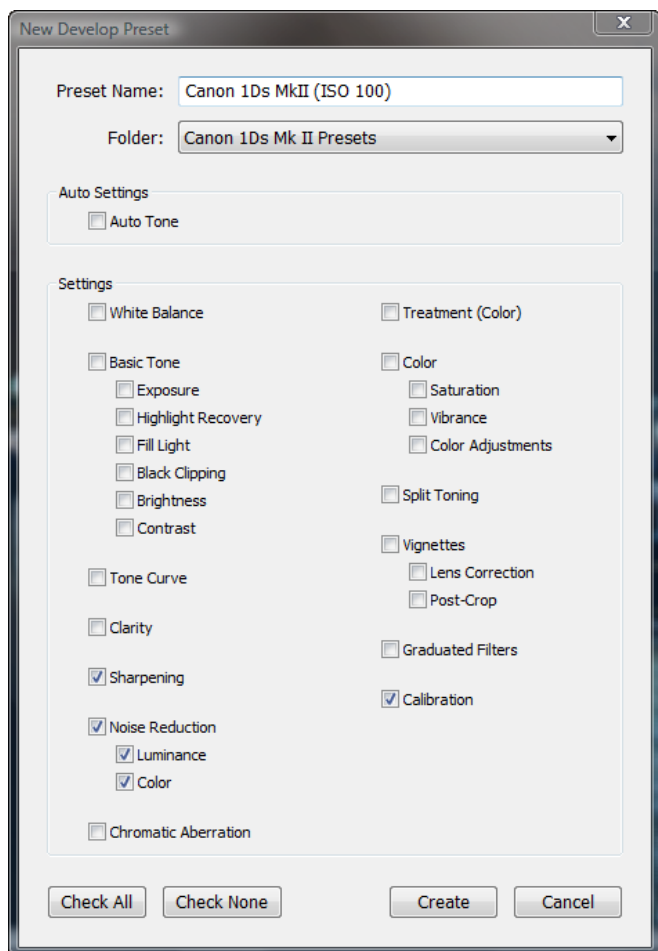 New Develop Preset
X
Preset Name: Canon 1Ds MkII (ISO 100)
Folder: Canon 1Ds Mk II Presets
Auto Settings
Auto Tone
Settings
White Balance
Basic Tone
Exposure
Highlight Recovery
Fill Light
Black Clipping
Brightness
Contrast
Tone Curve
Clarity
Sharpening
Noise Reduction
Luminance
Color
Chromatic Aberration
Treatment (Color)
Color
Saturation
Vibrance
Color Adjustments
Split Toning
Vignettes
Lens Correction
Post-Crop
Graduated Filters
Calibration
Check All Check None Create Cancel